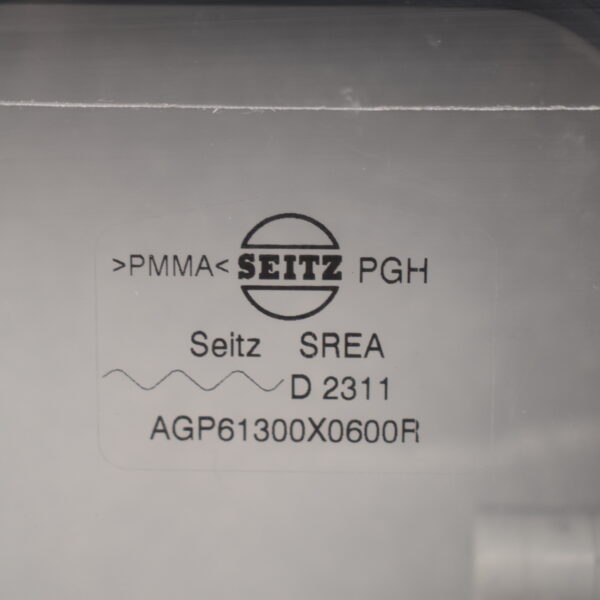 >PMMA< SEITZ PGH
Seitz SREA
D 2311
AGP61300X0600R